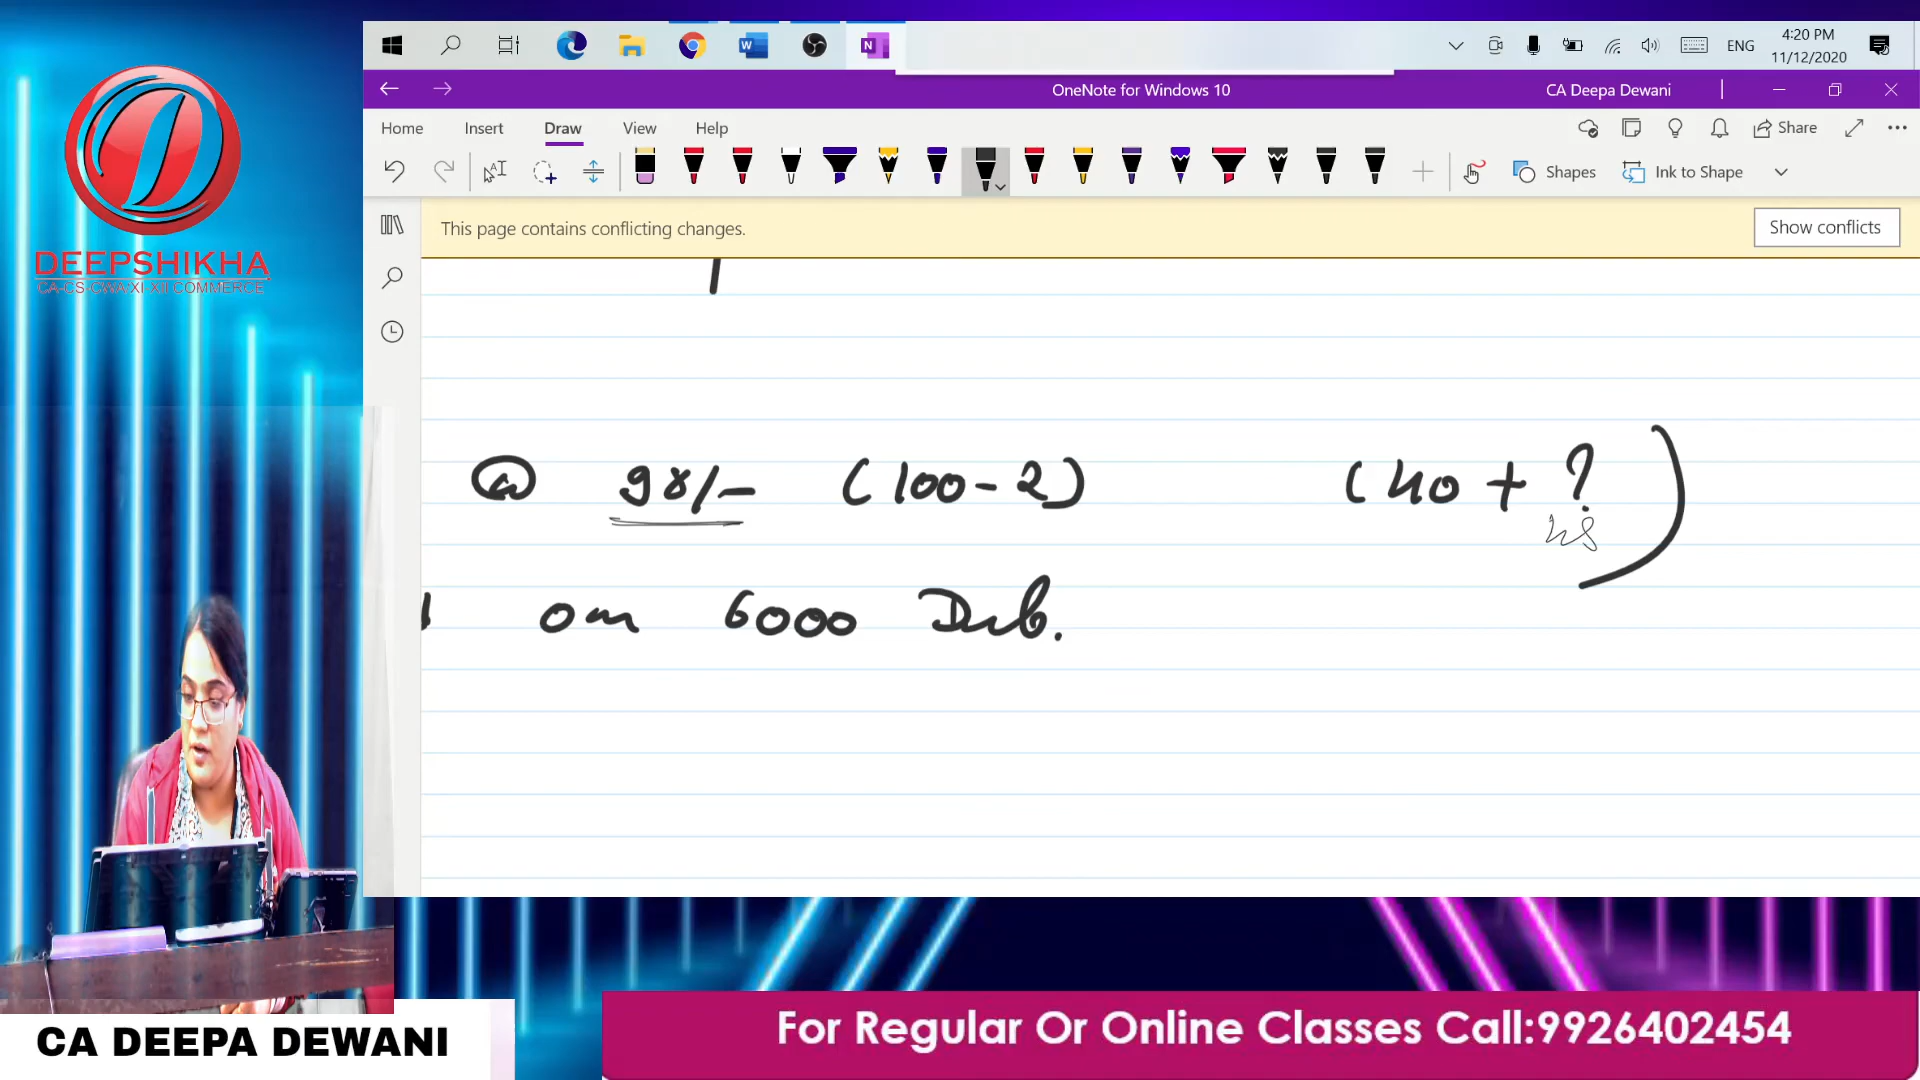 4:20 PM
ENG
11/12/2020
OneNote for Windows 10
CA Deepa Dewani
Home Insert Draw View Help
Share
Shapes
Ink to Shape
This page contains conflicting changes.
Show conflicts
DEEPSHIKHA
CA-CS-CWA/XI-XII COMMERCE
@ 98/- (100-2) (40 + ?)
on 6000 Deb.
CA DEEPA DEWANI
For Regular Or Online Classes Call:9926402454